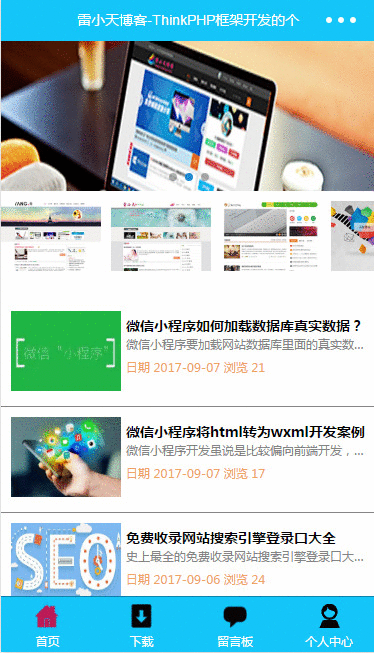 雷小天博客-ThinkPHP框架开发的个
微信小程序如何加载数据库真实数据？
微信小程序要加载网站数据库里面的真实数...
日期 2017-09-07 浏览 21
微信“小程序”
微信小程序将html转为wxml开发案例
微信小程序开发虽说是比较偏向前端开发，...
日期 2017-09-07 浏览 17
免费收录网站搜索引擎登录口大全
史上最全的免费收录网站搜索引擎登录口大...
日期 2017-09-06 浏览 24
SEO
首页
下载
留言板
个人中心